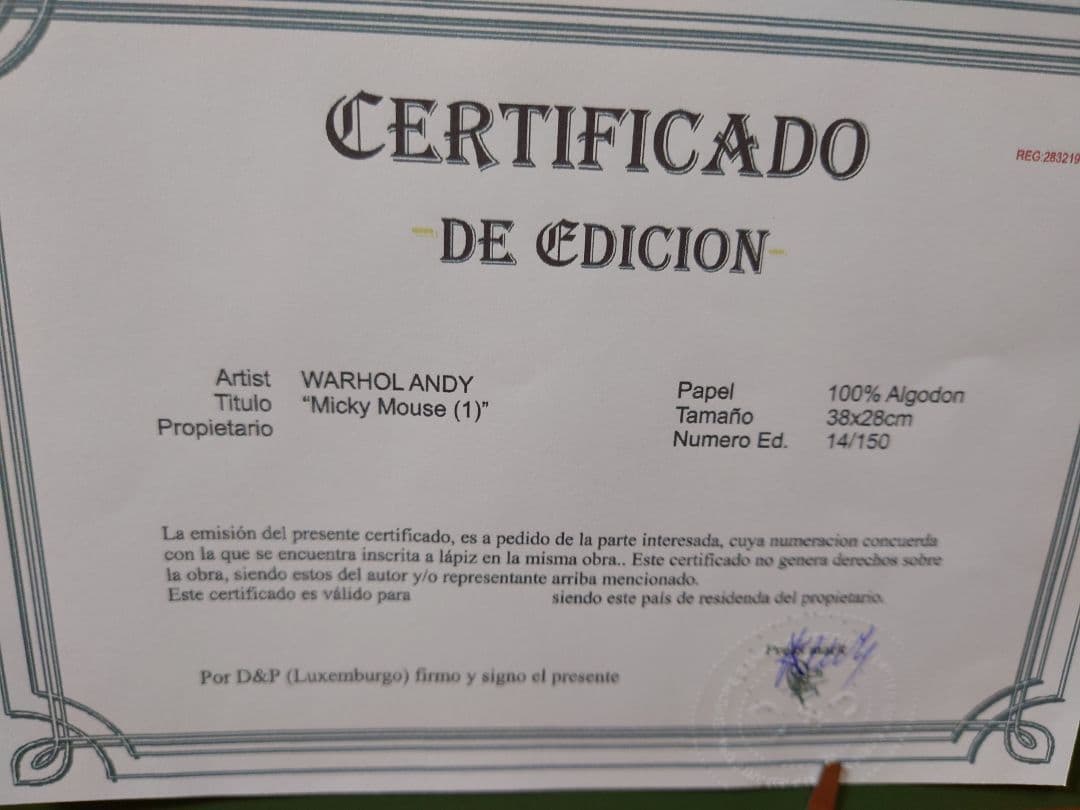 CERTIFICADO
REG:283219
DE EDICION
Artist WARHOL ANDY
Titulo “Micky Mouse (1)”
Propietario
Papel 100% Algodon
Tamaño 38x28cm
Numero Ed. 14/150
La emisión del presente certificado, es a pedido de la parte interesada, cuya numeracion concuerda
con la que se encuentra inscrita a lápiz en la misma obra.. Este certificado no genera derechos sobre
la obra, siendo estos del autor y/o representante arriba mencionado.
Este certificado es válido para siendo este país de residenda del propietario.
Por D&P (Luxemburgo) firmo y signo el presente